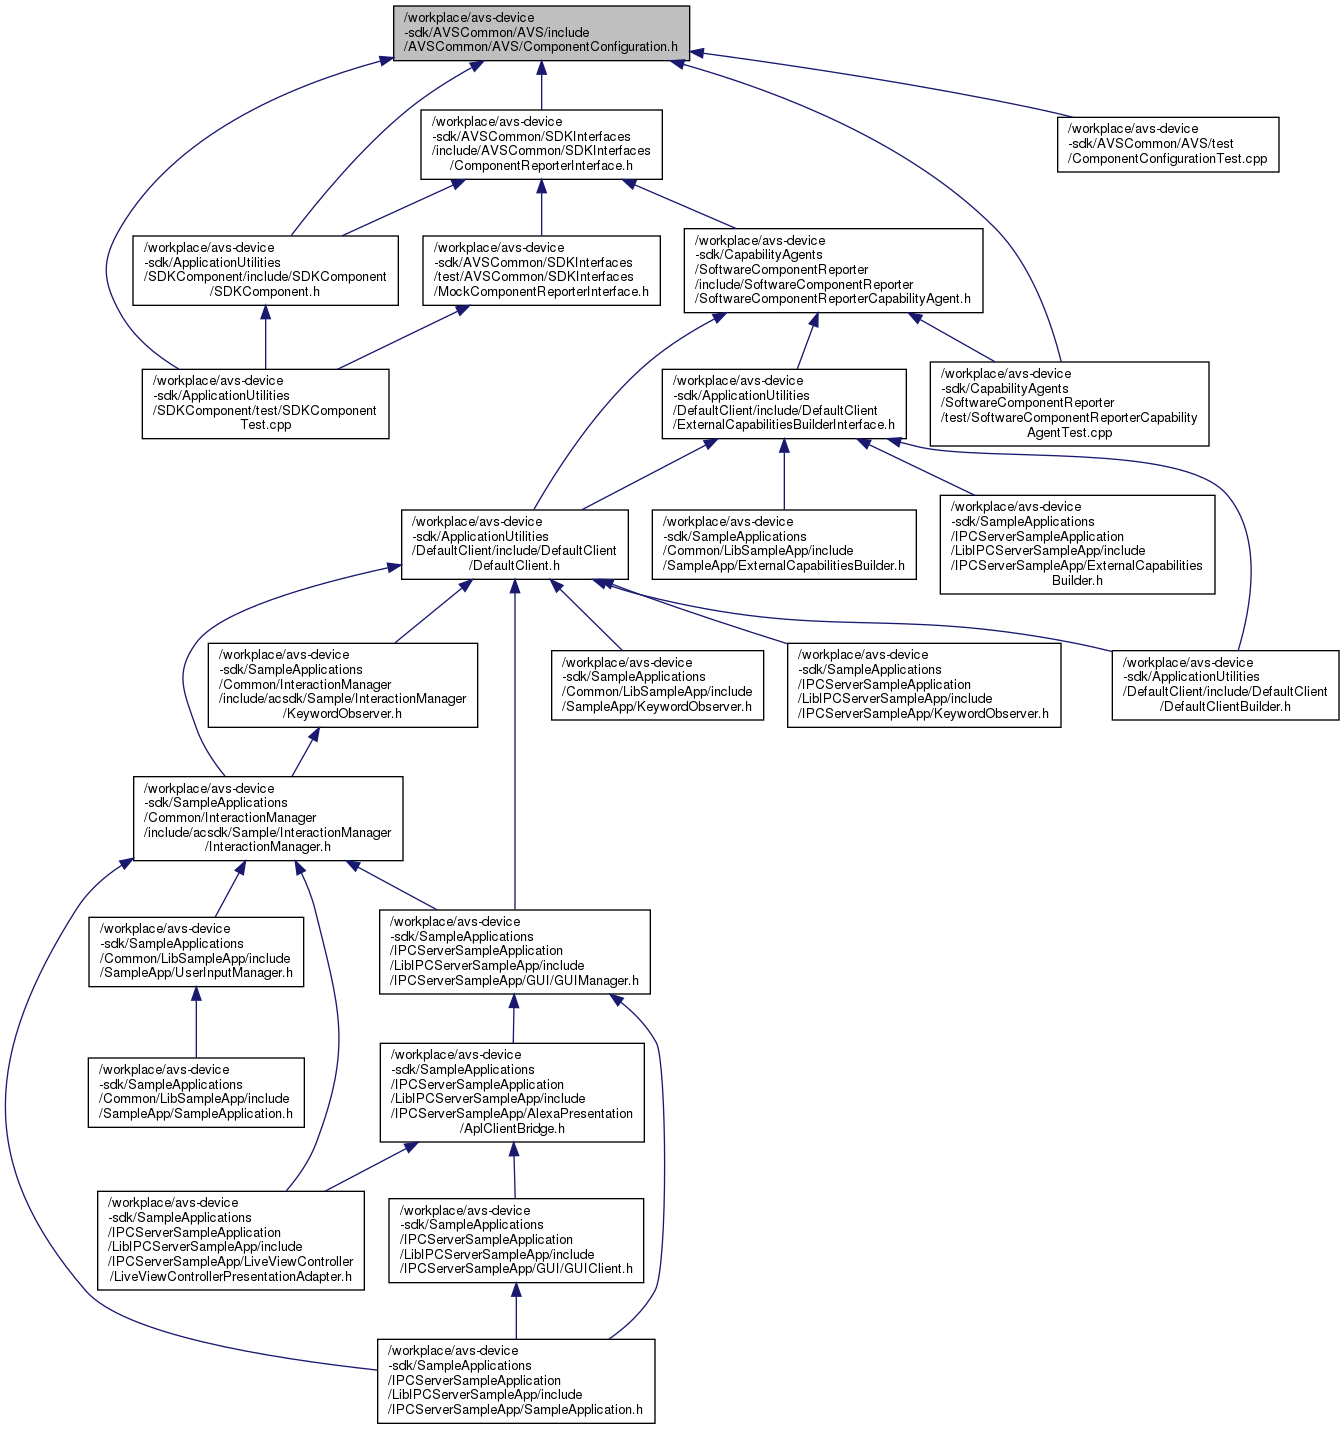 /workplace/avs-device
-sdk/AVSCommon/AVS/include
/AVSCommon/AVS/ComponentConfiguration.h
/workplace/avs-device
-sdk/AVSCommon/SDKInterfaces
/include/AVSCommon/SDKInterfaces
/ComponentReporterInterface.h
/workplace/avs-device
-sdk/AVSCommon/AVS/test
/ComponentConfigurationTest.cpp
/workplace/avs-device
-sdk/ApplicationUtilities
/SDKComponent/include/SDKComponent
/SDKComponent.h
/workplace/avs-device
-sdk/AVSCommon/SDKInterfaces
/test/AVSCommon/SDKInterfaces
/MockComponentReporterInterface.h
/workplace/avs-device
-sdk/CapabilityAgents
/SoftwareComponentReporter
/include/SoftwareComponentReporter
/SoftwareComponentReporterCapabilityAgent.h
/workplace/avs-device
-sdk/ApplicationUtilities
/SDKComponent/test/SDKComponent
Test.cpp
/workplace/avs-device
-sdk/ApplicationUtilities
/DefaultClient/include/DefaultClient
/ExternalCapabilitiesBuilderInterface.h
/workplace/avs-device
-sdk/CapabilityAgents
/SoftwareComponentReporter
/test/SoftwareComponentReporterCapability
AgentTest.cpp
/workplace/avs-device
-sdk/ApplicationUtilities
/DefaultClient/include/DefaultClient
/DefaultClient.h
/workplace/avs-device
-sdk/SampleApplications
/Common/LibSampleApp/include
/SampleApp/ExternalCapabilitiesBuilder.h
/workplace/avs-device
-sdk/SampleApplications
/IPCServerSampleApplication
/LibIPCServerSampleApp/include
/IPCServerSampleApp/ExternalCapabilities
Builder.h
/workplace/avs-device
-sdk/SampleApplications
/Common/InteractionManager
/include/acsdk/Sample/InteractionManager
/KeywordObserver.h
/workplace/avs-device
-sdk/SampleApplications
/Common/LibSampleApp/include
/SampleApp/KeywordObserver.h
/workplace/avs-device
-sdk/SampleApplications
/IPCServerSampleApplication
/LibIPCServerSampleApp/include
/IPCServerSampleApp/KeywordObserver.h
/workplace/avs-device
-sdk/ApplicationUtilities
/DefaultClient/include/DefaultClient
/DefaultClientBuilder.h
/workplace/avs-device
-sdk/SampleApplications
/Common/InteractionManager
/include/acsdk/Sample/InteractionManager
/InteractionManager.h
/workplace/avs-device
-sdk/SampleApplications
/Common/LibSampleApp/include
/SampleApp/UserInputManager.h
/workplace/avs-device
-sdk/SampleApplications
/IPCServerSampleApplication
/LibIPCServerSampleApp/include
/IPCServerSampleApp/GUI/GUIManager.h
/workplace/avs-device
-sdk/SampleApplications
/Common/LibSampleApp/include
/SampleApp/SampleApplication.h
/workplace/avs-device
-sdk/SampleApplications
/IPCServerSampleApplication
/LibIPCServerSampleApp/include
/IPCServerSampleApp/AlexaPresentation
/AplClientBridge.h
/workplace/avs-device
-sdk/SampleApplications
/IPCServerSampleApplication
/LibIPCServerSampleApp/include
/IPCServerSampleApp/LiveViewController
/LiveViewControllerPresentationAdapter.h
/workplace/avs-device
-sdk/SampleApplications
/IPCServerSampleApplication
/LibIPCServerSampleApp/include
/IPCServerSampleApp/GUI/GUIClient.h
/workplace/avs-device
-sdk/SampleApplications
/IPCServerSampleApplication
/LibIPCServerSampleApp/include
/IPCServerSampleApp/SampleApplication.h